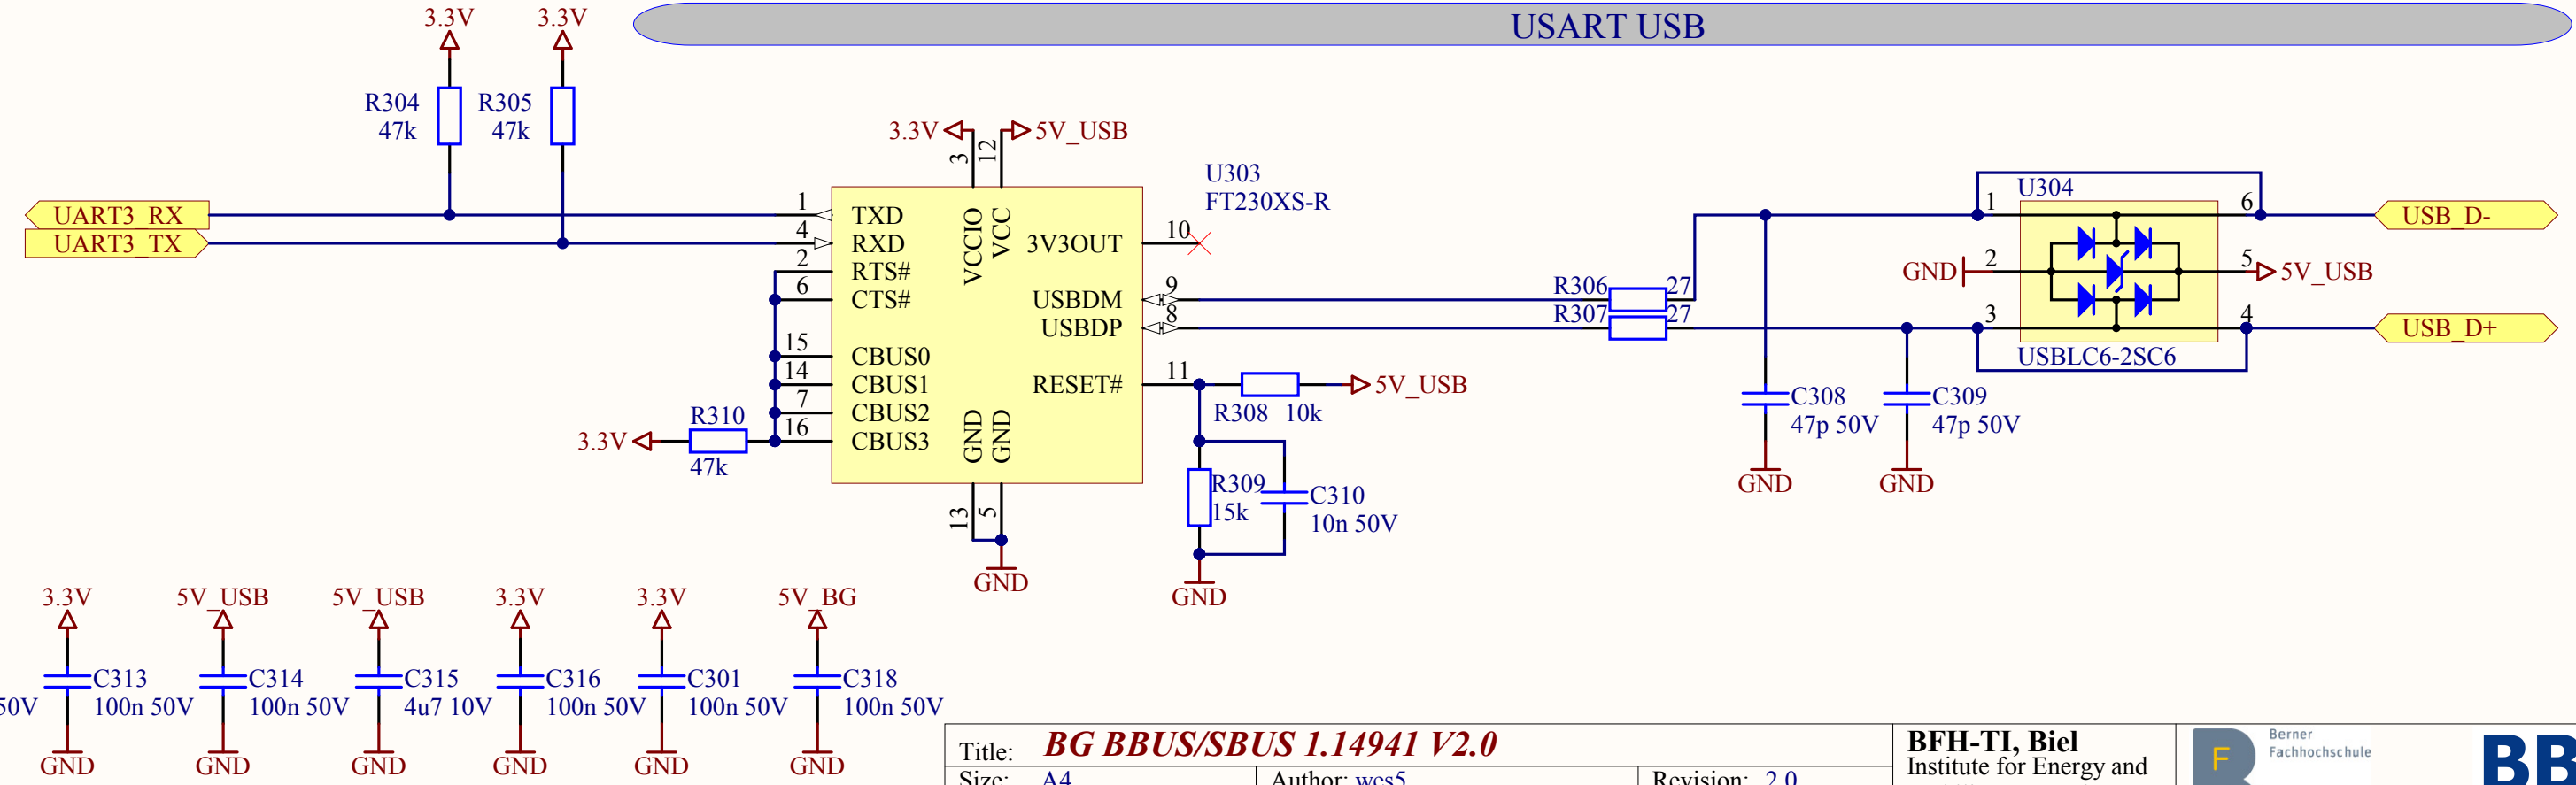 USART USB
3.3V 3.3V
R304 R305
47k 47k
3.3V 5V_USB
3 12
U303
FT230XS-R
UART3_RX
UART3_TX
1 TXD
4 RXD
2 RTS#
6 CTS#
15 CBUS0
14 CBUS1
7 CBUS2
16 CBUS3
VCCIO
VCC
3V3OUT 10
USBDM 9
USBDP 8
RESET# 11
GND
GND
13 5
GND
3.3V
R310
47k
R308 10k
5V_USB
R309
15k
C310
10n 50V
GND
R306 27
R307 27
C308
47p 50V
GND
C309
47p 50V
GND
U304
1 6
GND 2 5 5V_USB
3 4
USBLC6-2SC6
USB_D-
USB_D+
3.3V 5V_USB 5V_USB 3.3V 3.3V 5V_BG
C313 C314 C315 C316 C301 C318
50V 100n 50V 100n 50V 4u7 10V 100n 50V 100n 50V 100n 50V
GND GND GND GND GND GND
Title: BG BBUS/SBUS 1.14941 V2.0
Size: A4 Author: wes5 Revision: 2.0
BFH-TI, Biel
Institute for Energy and
F
Berner
Fachhochschule
BB